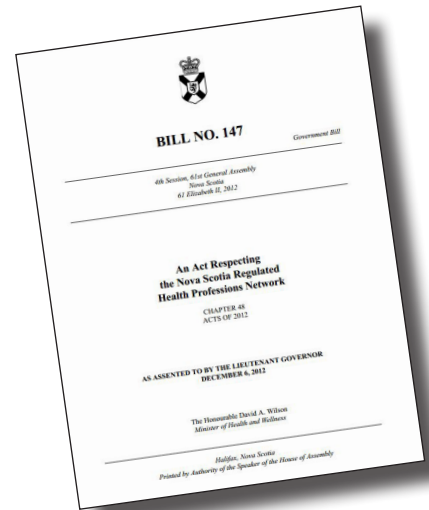 BILL NO. 147
Government Bill
4th Session, 61st General Assembly
Nova Scotia
61 Elizabeth II, 2012
An Act Respecting
the Nova Scotia Regulated
Health Professions Network
CHAPTER 48
ACTS OF 2012
AS ASSENTED TO BY THE LIEUTENANT GOVERNOR
DECEMBER 6, 2012
The Honourable David A. Wilson
Minister of Health and Wellness
Halifax, Nova Scotia
Printed by Authority of the Speaker of the House of Assembly